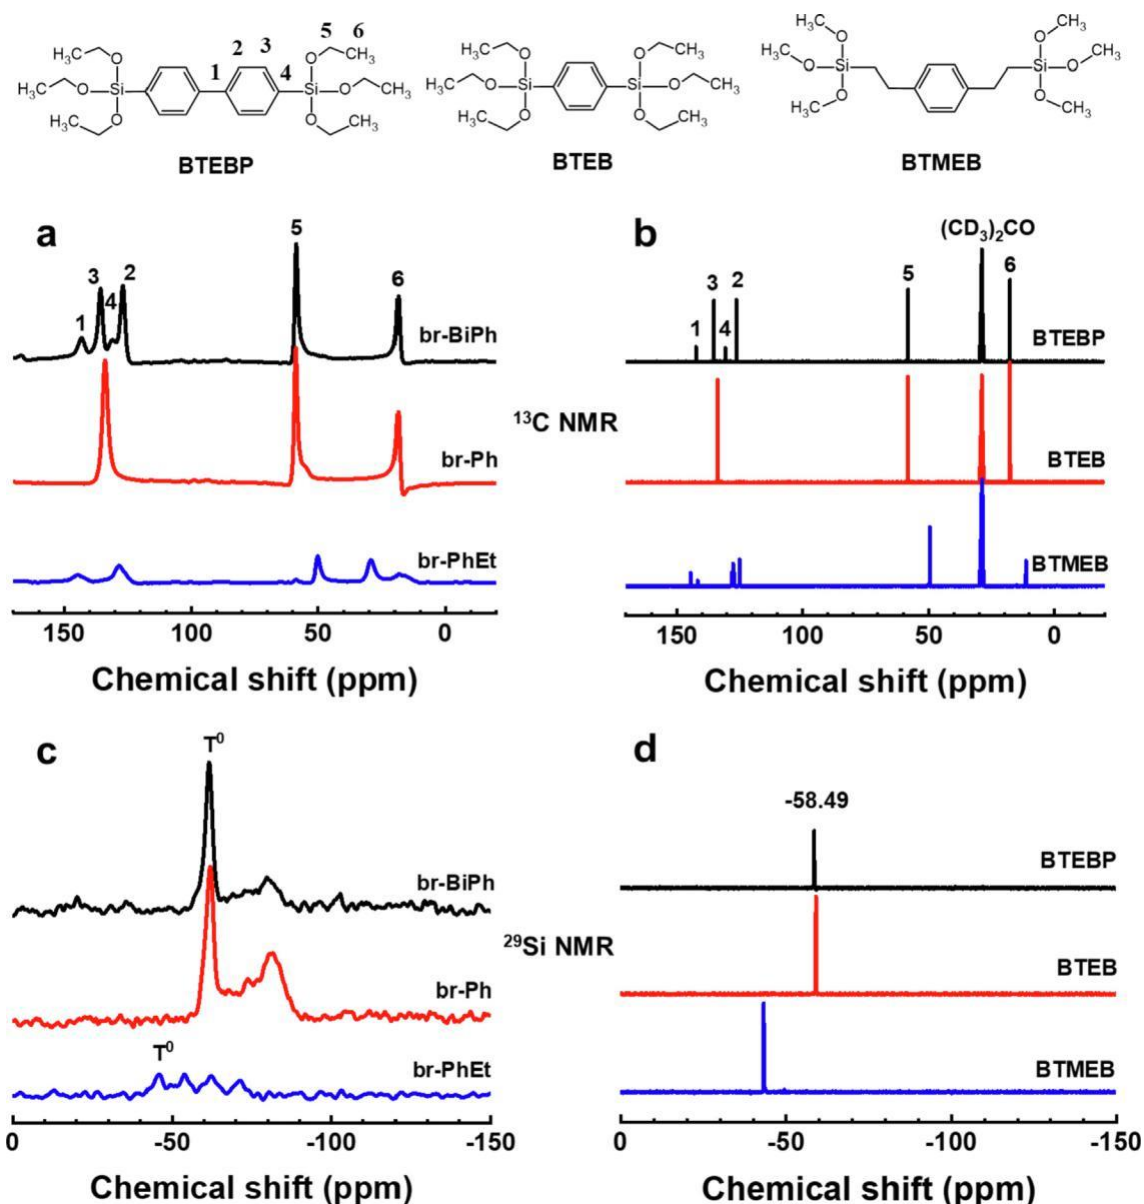 5 6
H₃C O O CH₃
2 3
H₃C O Si 1 4 Si O CH₃
H₃C O O CH₃
BTEBP
H₃C O O CH₃
H₃C O Si Si O CH₃
H₃C O O CH₃
BTEB
H₃C O O CH₃
H₃C O Si Si O CH₃
O CH₃ H₃C O
BTMEB
a
5
3 2
4
1
6
br-BiPh
br-Ph
br-PhEt
150 100 50 0
Chemical shift (ppm)
¹³C NMR
b
(CD₃)₂CO
3 2 5 6
1 4
BTEBP
BTEB
BTMEB
150 100 50 0
Chemical shift (ppm)
c
T⁰
br-BiPh
br-Ph
T⁰
br-PhEt
0 -50 -100 -150
Chemical shift (ppm)
²⁹Si NMR
d
-58.49
BTEBP
BTEB
BTMEB
0 -50 -100 -150
Chemical shift (ppm)